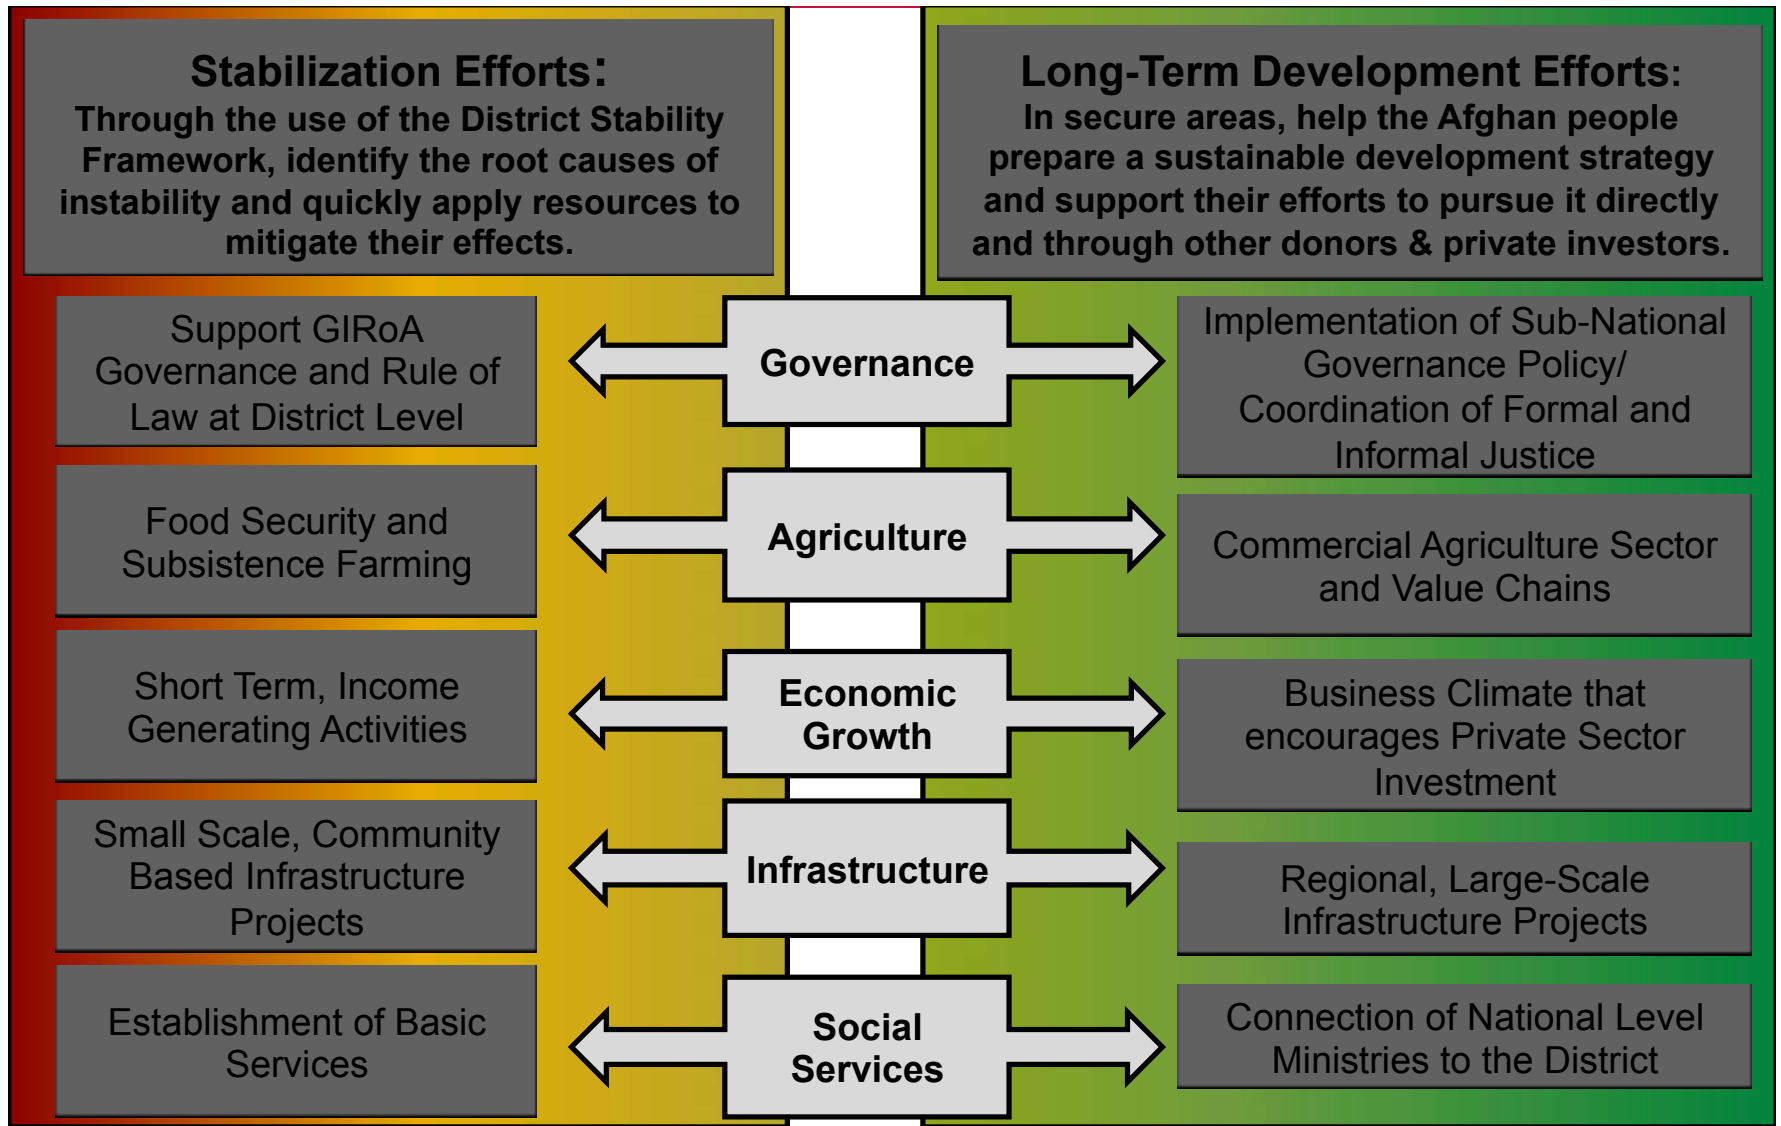 Stabilization Efforts:
Through the use of the District Stability
Framework, identify the root causes of
instability and quickly apply resources to
mitigate their effects.
Long-Term Development Efforts:
In secure areas, help the Afghan people
prepare a sustainable development strategy
and support their efforts to pursue it directly
and through other donors & private investors.
Support GIRoA
Governance and Rule of
Law at District Level
Governance
Implementation of Sub-National
Governance Policy/
Coordination of Formal and
Informal Justice
Food Security and
Subsistence Farming
Agriculture
Commercial Agriculture Sector
and Value Chains
Short Term, Income
Generating Activities
Economic
Growth
Business Climate that
encourages Private Sector
Investment
Small Scale, Community
Based Infrastructure
Projects
Infrastructure
Regional, Large-Scale
Infrastructure Projects
Establishment of Basic
Services
Social
Services
Connection of National Level
Ministries to the District